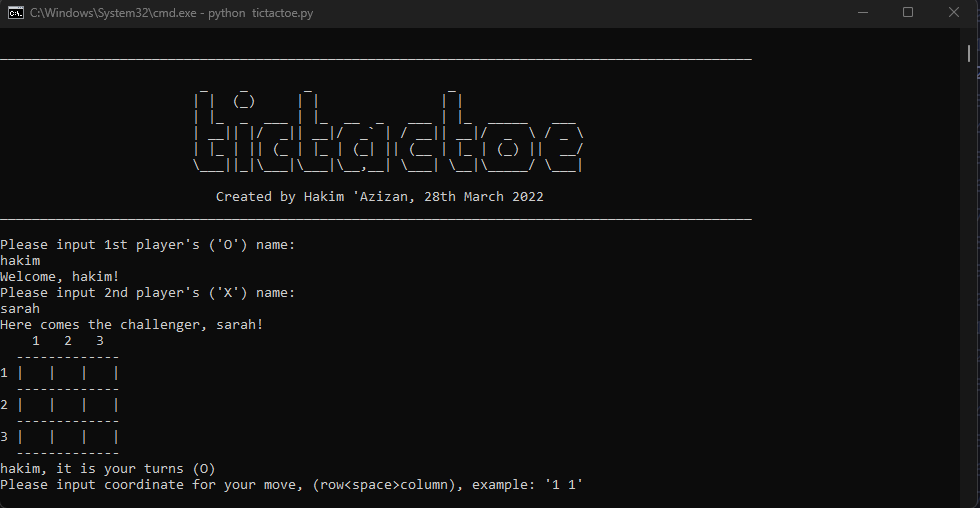 C:\Windows\System32\cmd.exe - python  tictactoe.py
tictactoe
Created by Hakim 'Azizan, 28th March 2022
Please input 1st player's ('O') name:
hakim
Welcome, hakim!
Please input 2nd player's ('X') name:
sarah
Here comes the challenger, sarah!
    1   2   3
  -------------
1 |   |   |   |
  -------------
2 |   |   |   |
  -------------
3 |   |   |   |
  -------------
hakim, it is your turns (O)
Please input coordinate for your move, (row<space>column), example: '1 1'